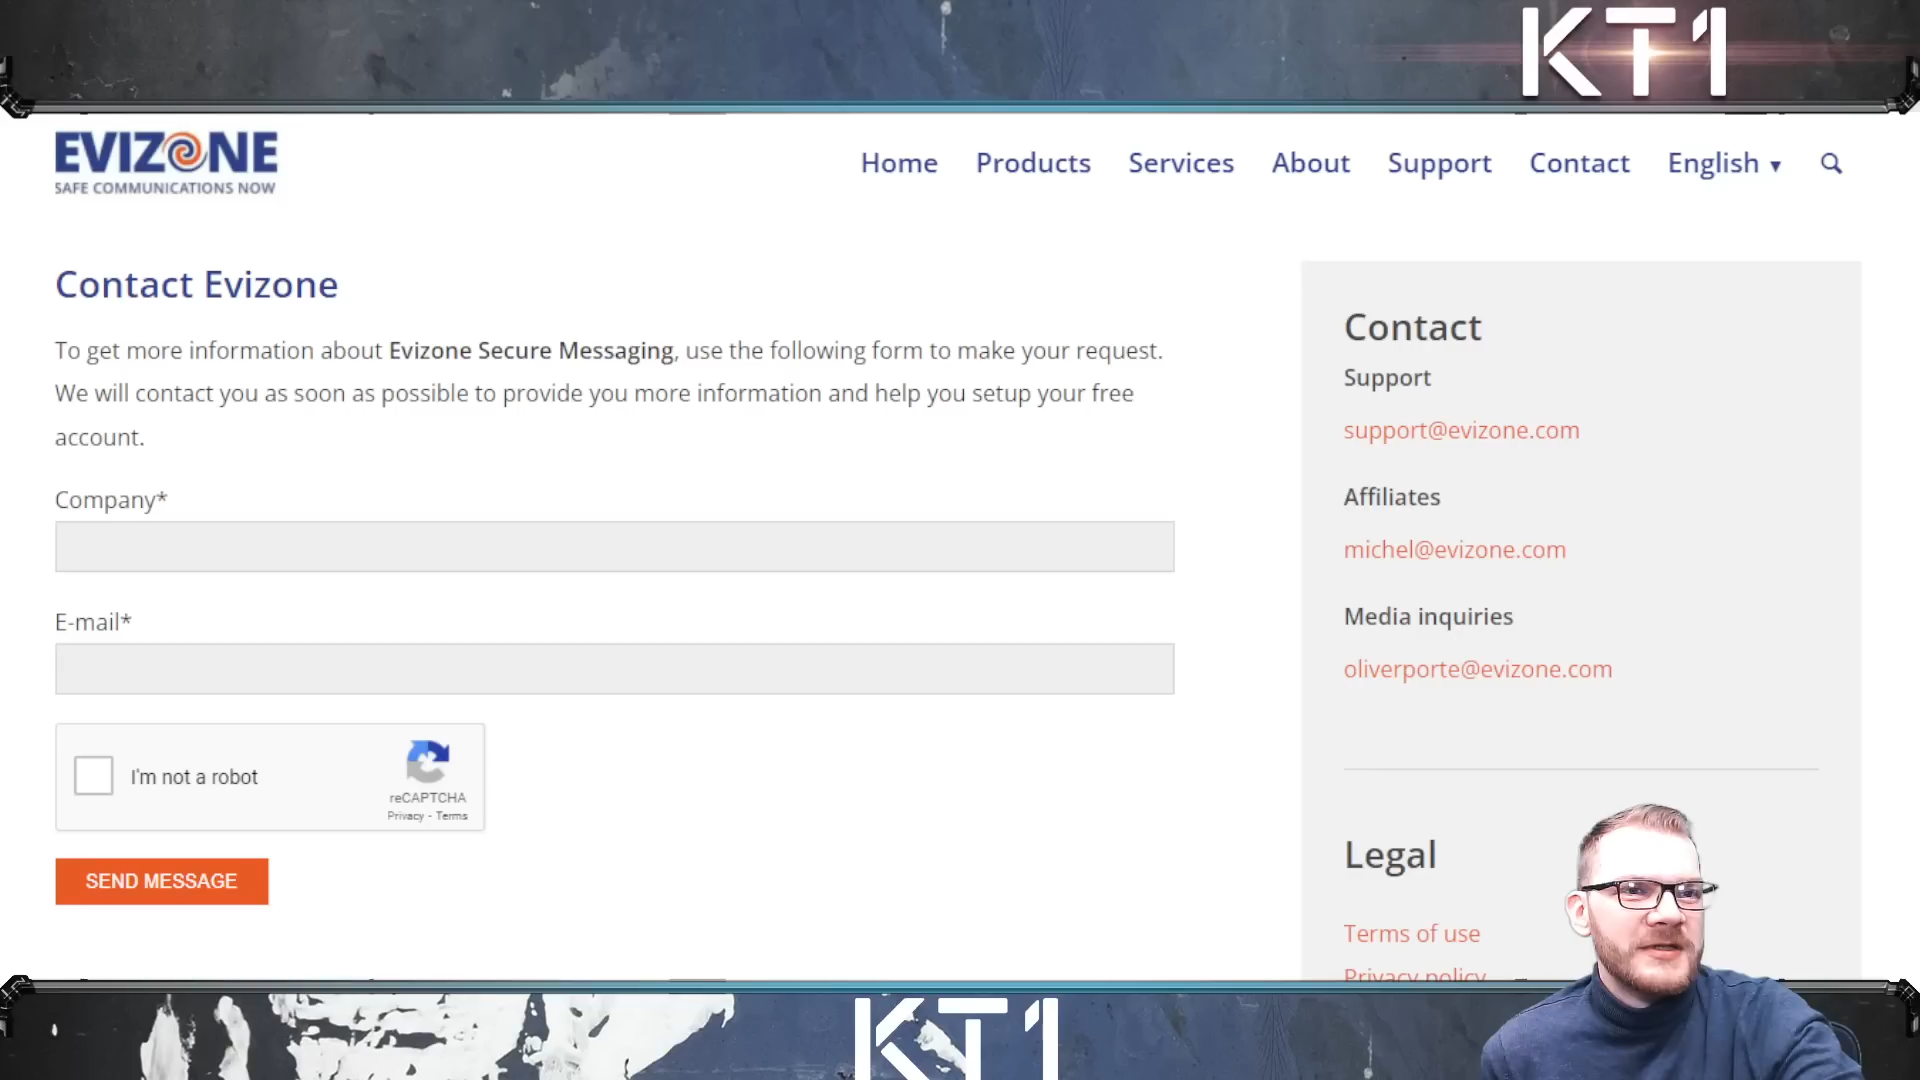 KT1
EVIZONE
SAFE COMMUNICATIONS NOW
Home Products Services About Support Contact English ▾
Contact Evizone
To get more information about Evizone Secure Messaging, use the following form to make your request.
We will contact you as soon as possible to provide you more information and help you setup your free
account.
Company*
E-mail*
I'm not a robot
reCAPTCHA
Privacy - Terms
SEND MESSAGE
Contact
Support
support@evizone.com
Affiliates
michel@evizone.com
Media inquiries
oliverporte@evizone.com
Legal
Terms of use
Privacy policy
KT1